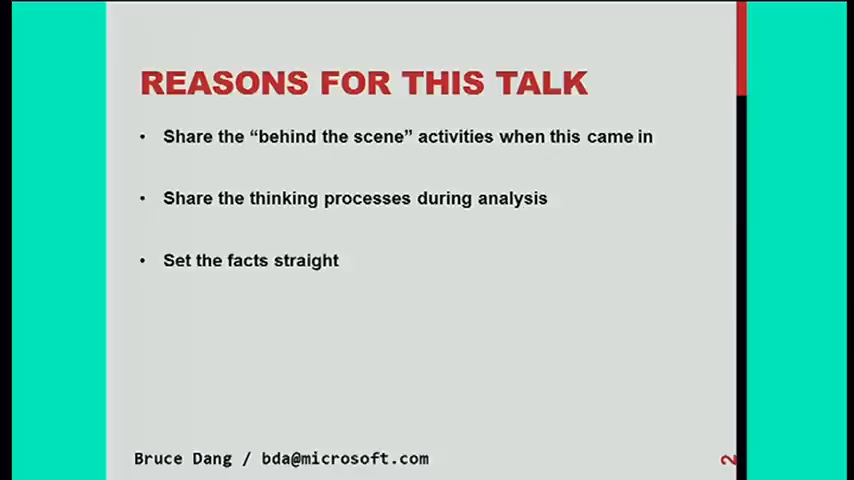 REASONS FOR THIS TALK
• Share the “behind the scene” activities when this came in
• Share the thinking processes during analysis
• Set the facts straight
Bruce Dang / bda@microsoft.com
2